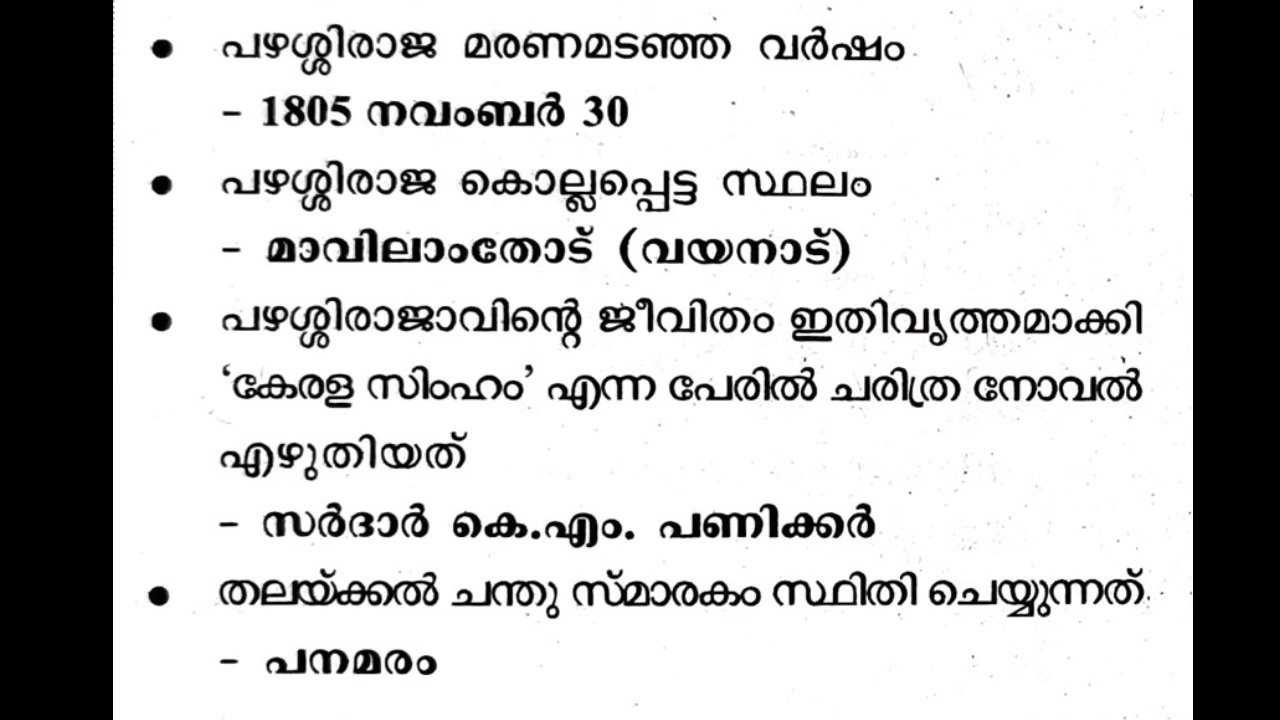 • പഴശ്ശിരാജ മരണമടഞ്ഞ വർഷം
– 1805 നവംബർ 30
• പഴശ്ശിരാജ കൊല്ലപ്പെട്ട സ്ഥലം
– മാവിലാംതോട് (വയനാട്)
• പഴശ്ശിരാജാവിന്റെ ജീവിതം ഇതിവൃത്തമാക്കി
‘കേരള സിംഹം’ എന്ന പേരിൽ ചരിത്ര നോവൽ
എഴുതിയത്
– സർദാർ കെ.എം. പണിക്കർ
• തലയ്ക്കൽ ചന്തു സ്മാരകം സ്ഥിതി ചെയ്യുന്നത്
– പനമരം